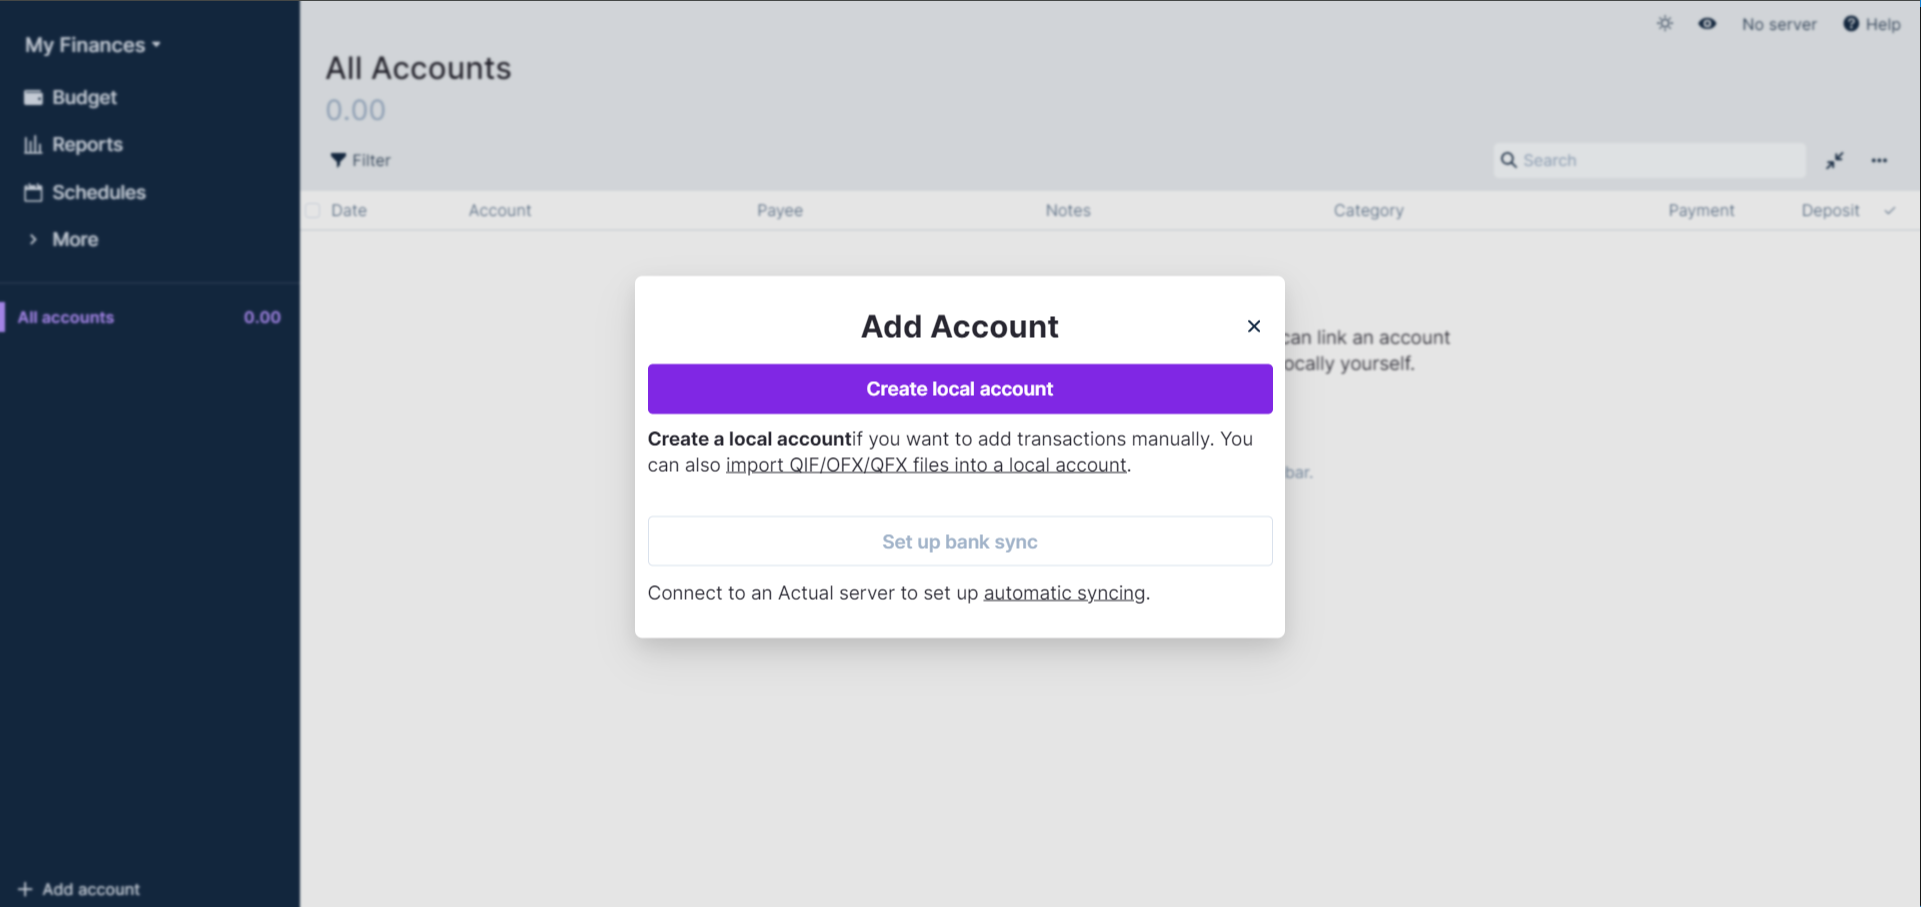 My Finances
Budget
Reports
Schedules
More
All accounts 0.00
Add account
No server
Help
All Accounts
0.00
Filter
Search
Date Account Payee Notes Category Payment Deposit
can link an account
ocally yourself.
bar.
Add Account
Create local account
Create a local accountif you want to add transactions manually. You
can also import QIF/OFX/QFX files into a local account.
Set up bank sync
Connect to an Actual server to set up automatic syncing.